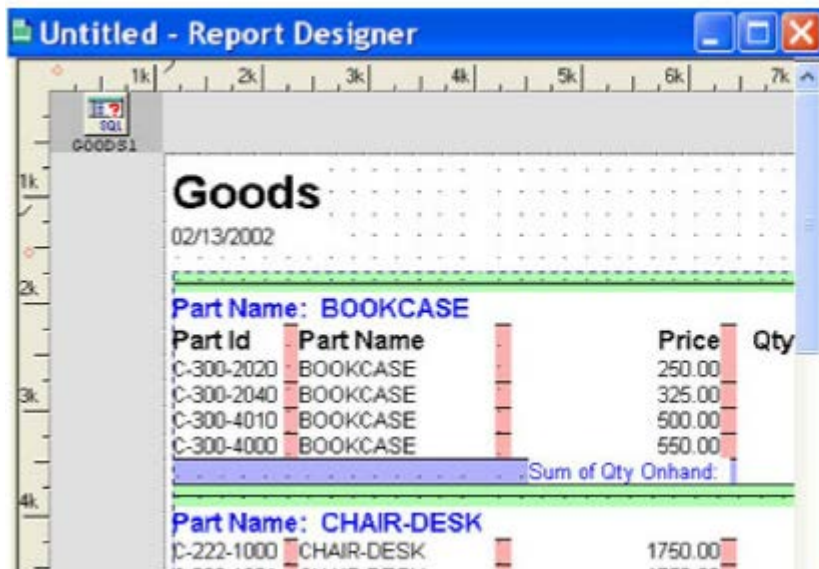 Untitled - Report Designer
1k 2k 3k 4k 5k 6k 7k
SQL
GOODS1
1k
Goods
02/13/2002
2k
Part Name: BOOKCASE
Part Id Part Name Price Qty
C-300-2020 BOOKCASE 250.00
C-300-2040 BOOKCASE 325.00
3k
C-300-4010 BOOKCASE 500.00
C-300-4000 BOOKCASE 550.00
Sum of Qty Onhand:
4k
Part Name: CHAIR-DESK
C-222-1000 CHAIR-DESK 1750.00